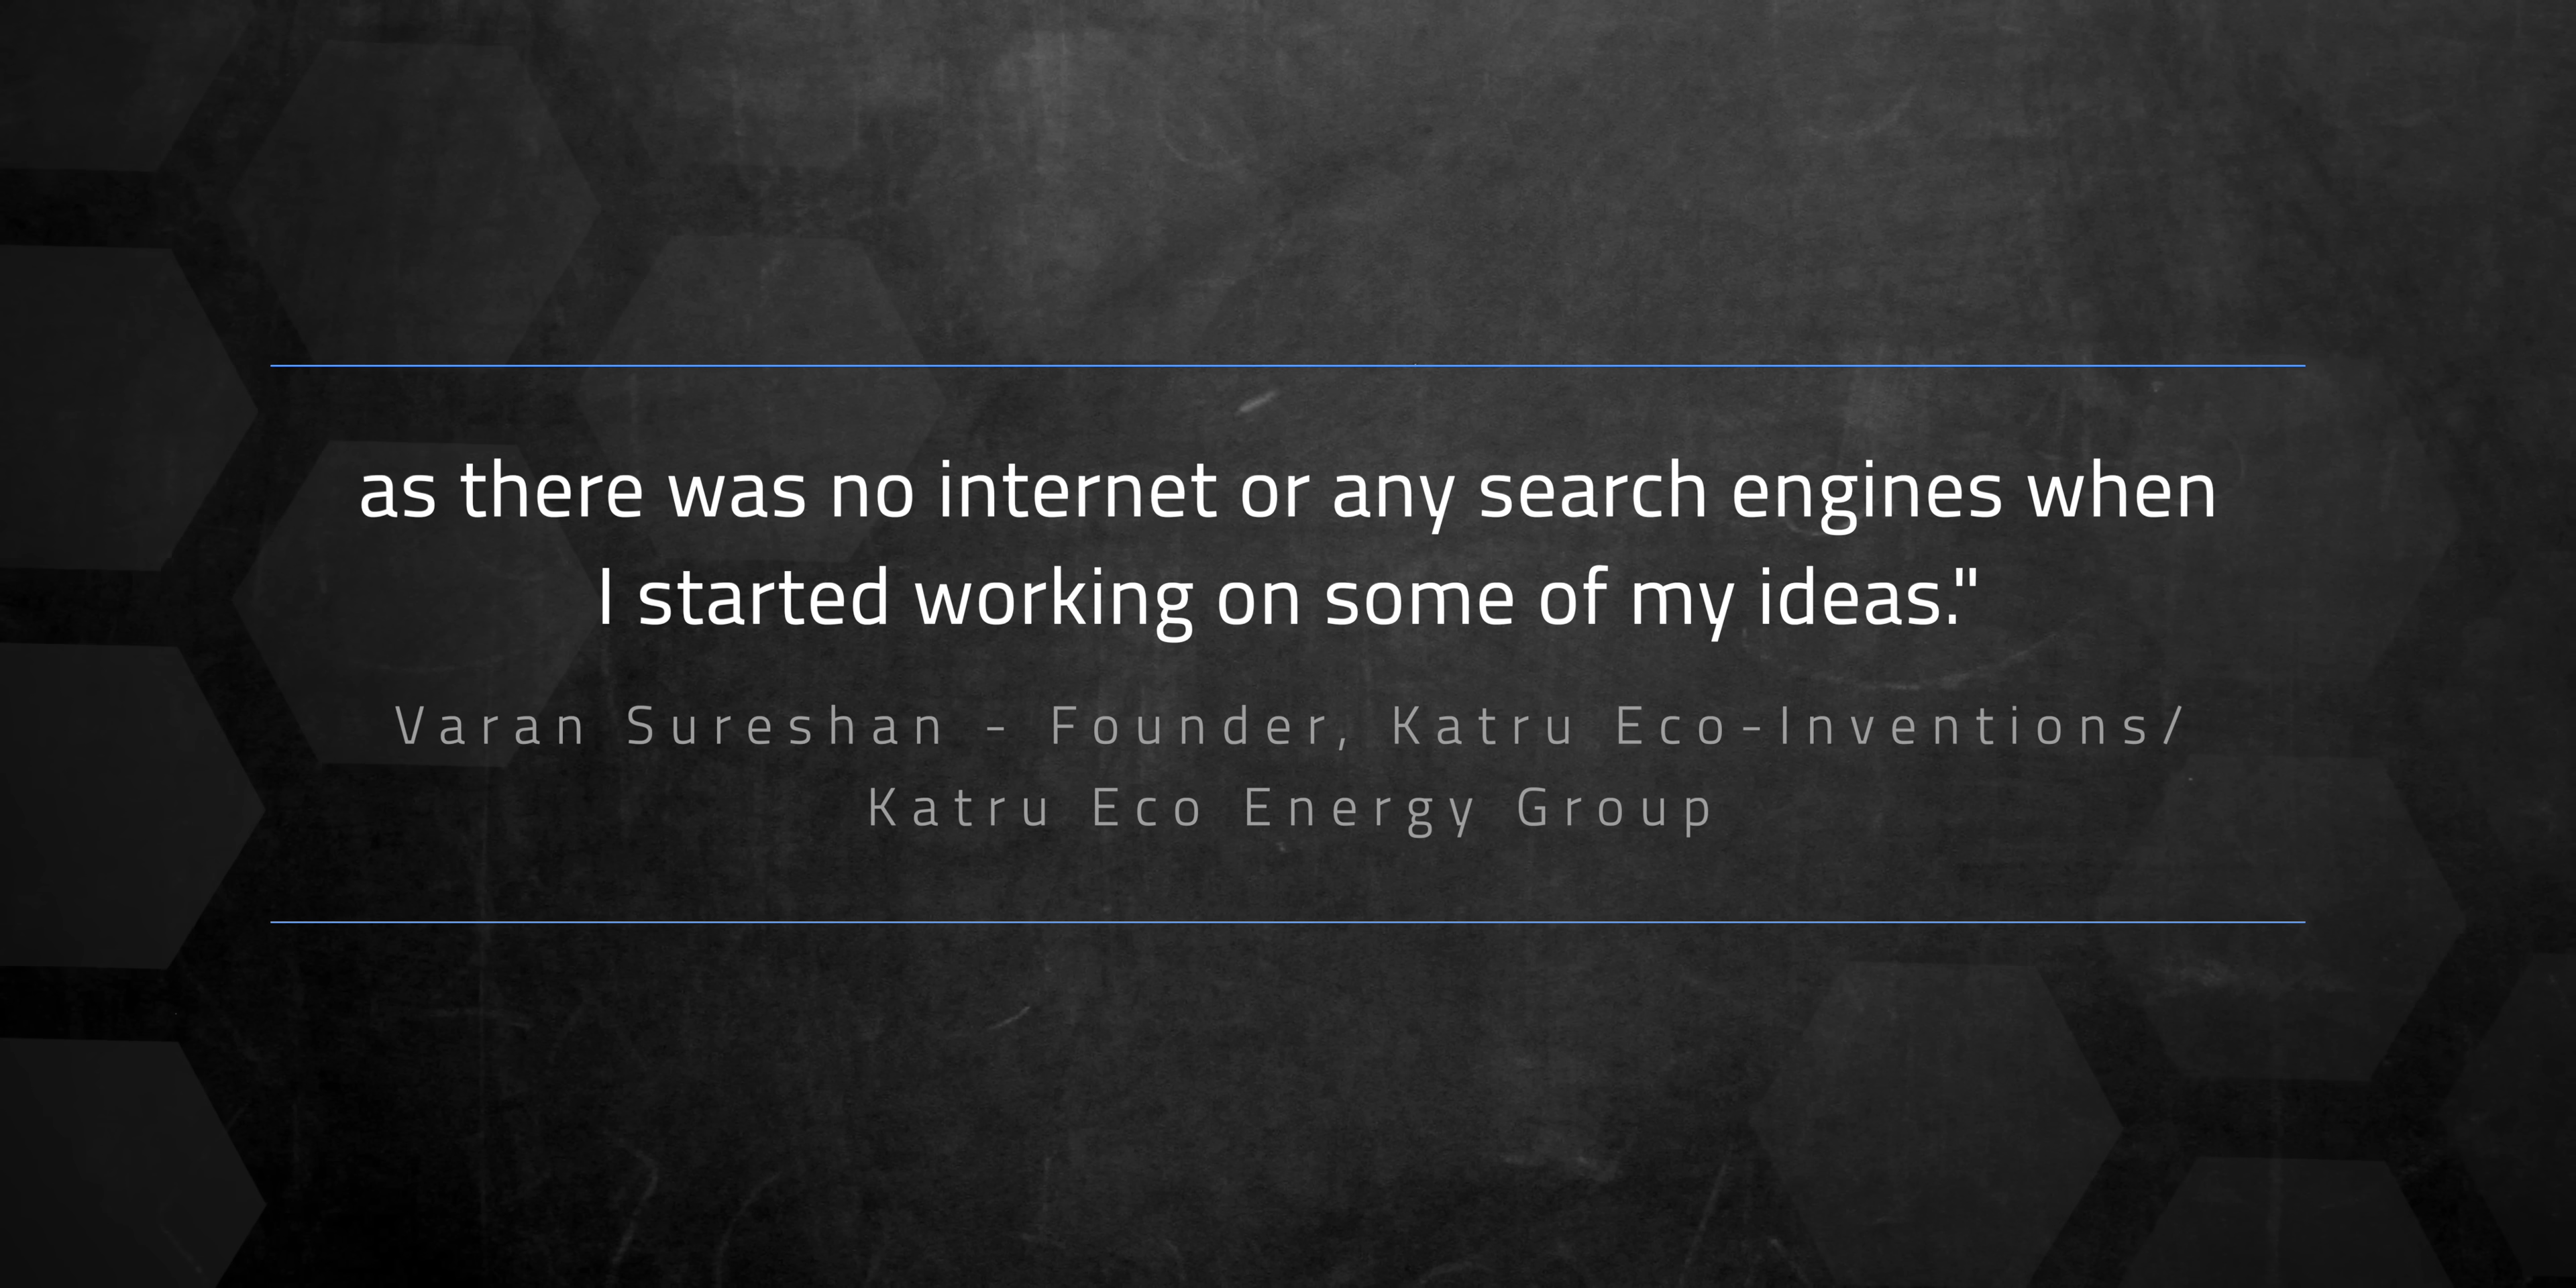 as there was no internet or any search engines when
I started working on some of my ideas."
Varan Sureshan - Founder, Katru Eco-Inventions/
Katru Eco Energy Group